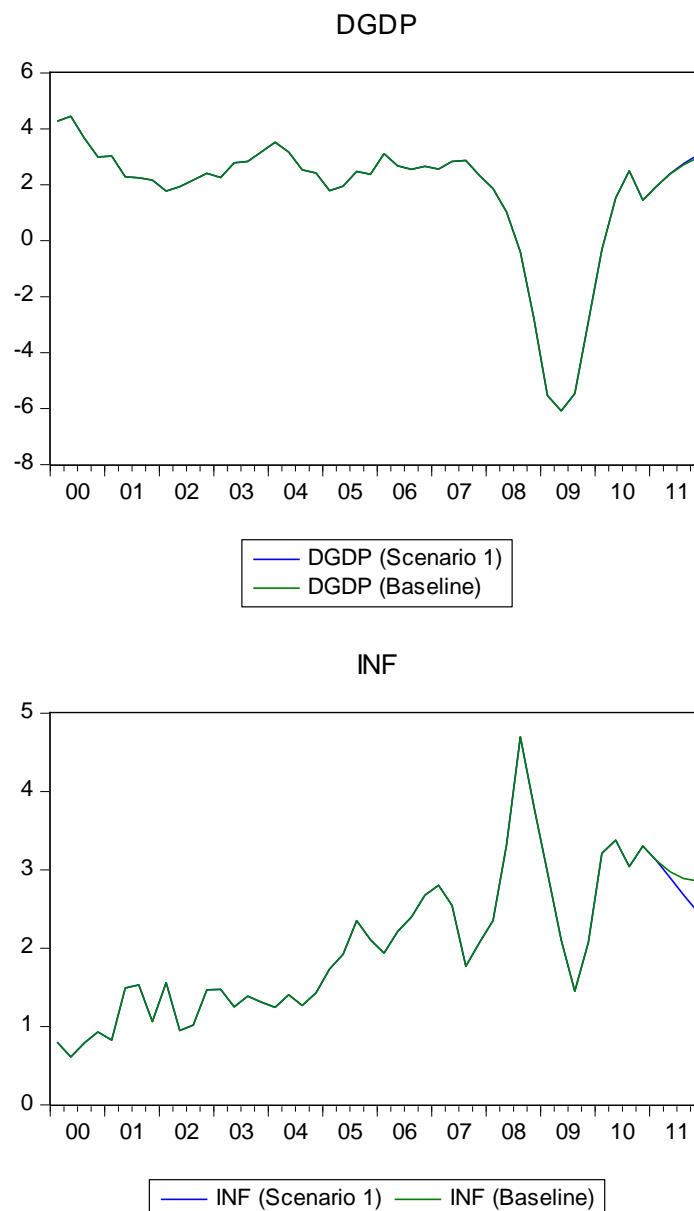 DGDP
6
4
2
0
-2
-4
-6
-8
00 01 02 03 04 05 06 07 08 09 10 11
DGDP (Scenario 1)
DGDP (Baseline)
INF
5
4
3
2
1
0
00 01 02 03 04 05 06 07 08 09 10 11
INF (Scenario 1) INF (Baseline)